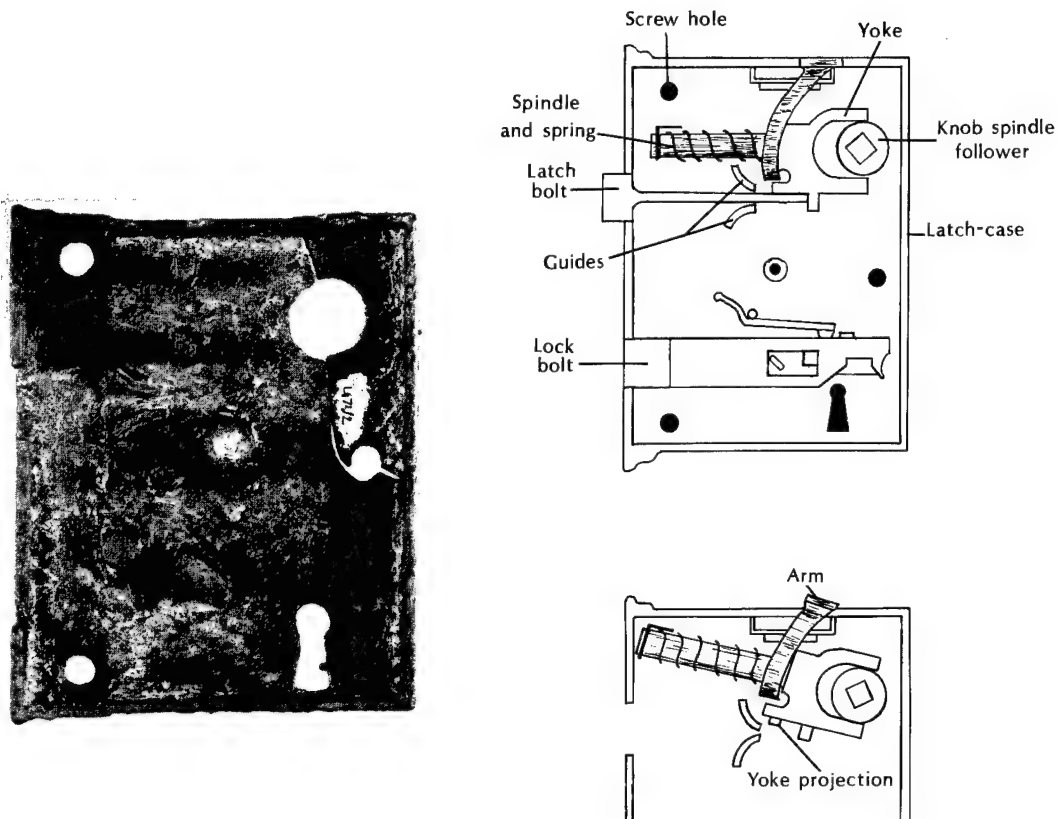 Screw hole
Yoke
Spindle
and spring
Knob spindle
follower
Latch
bolt
Latch-case
Guides
Lock
bolt
Arm
Yoke projection